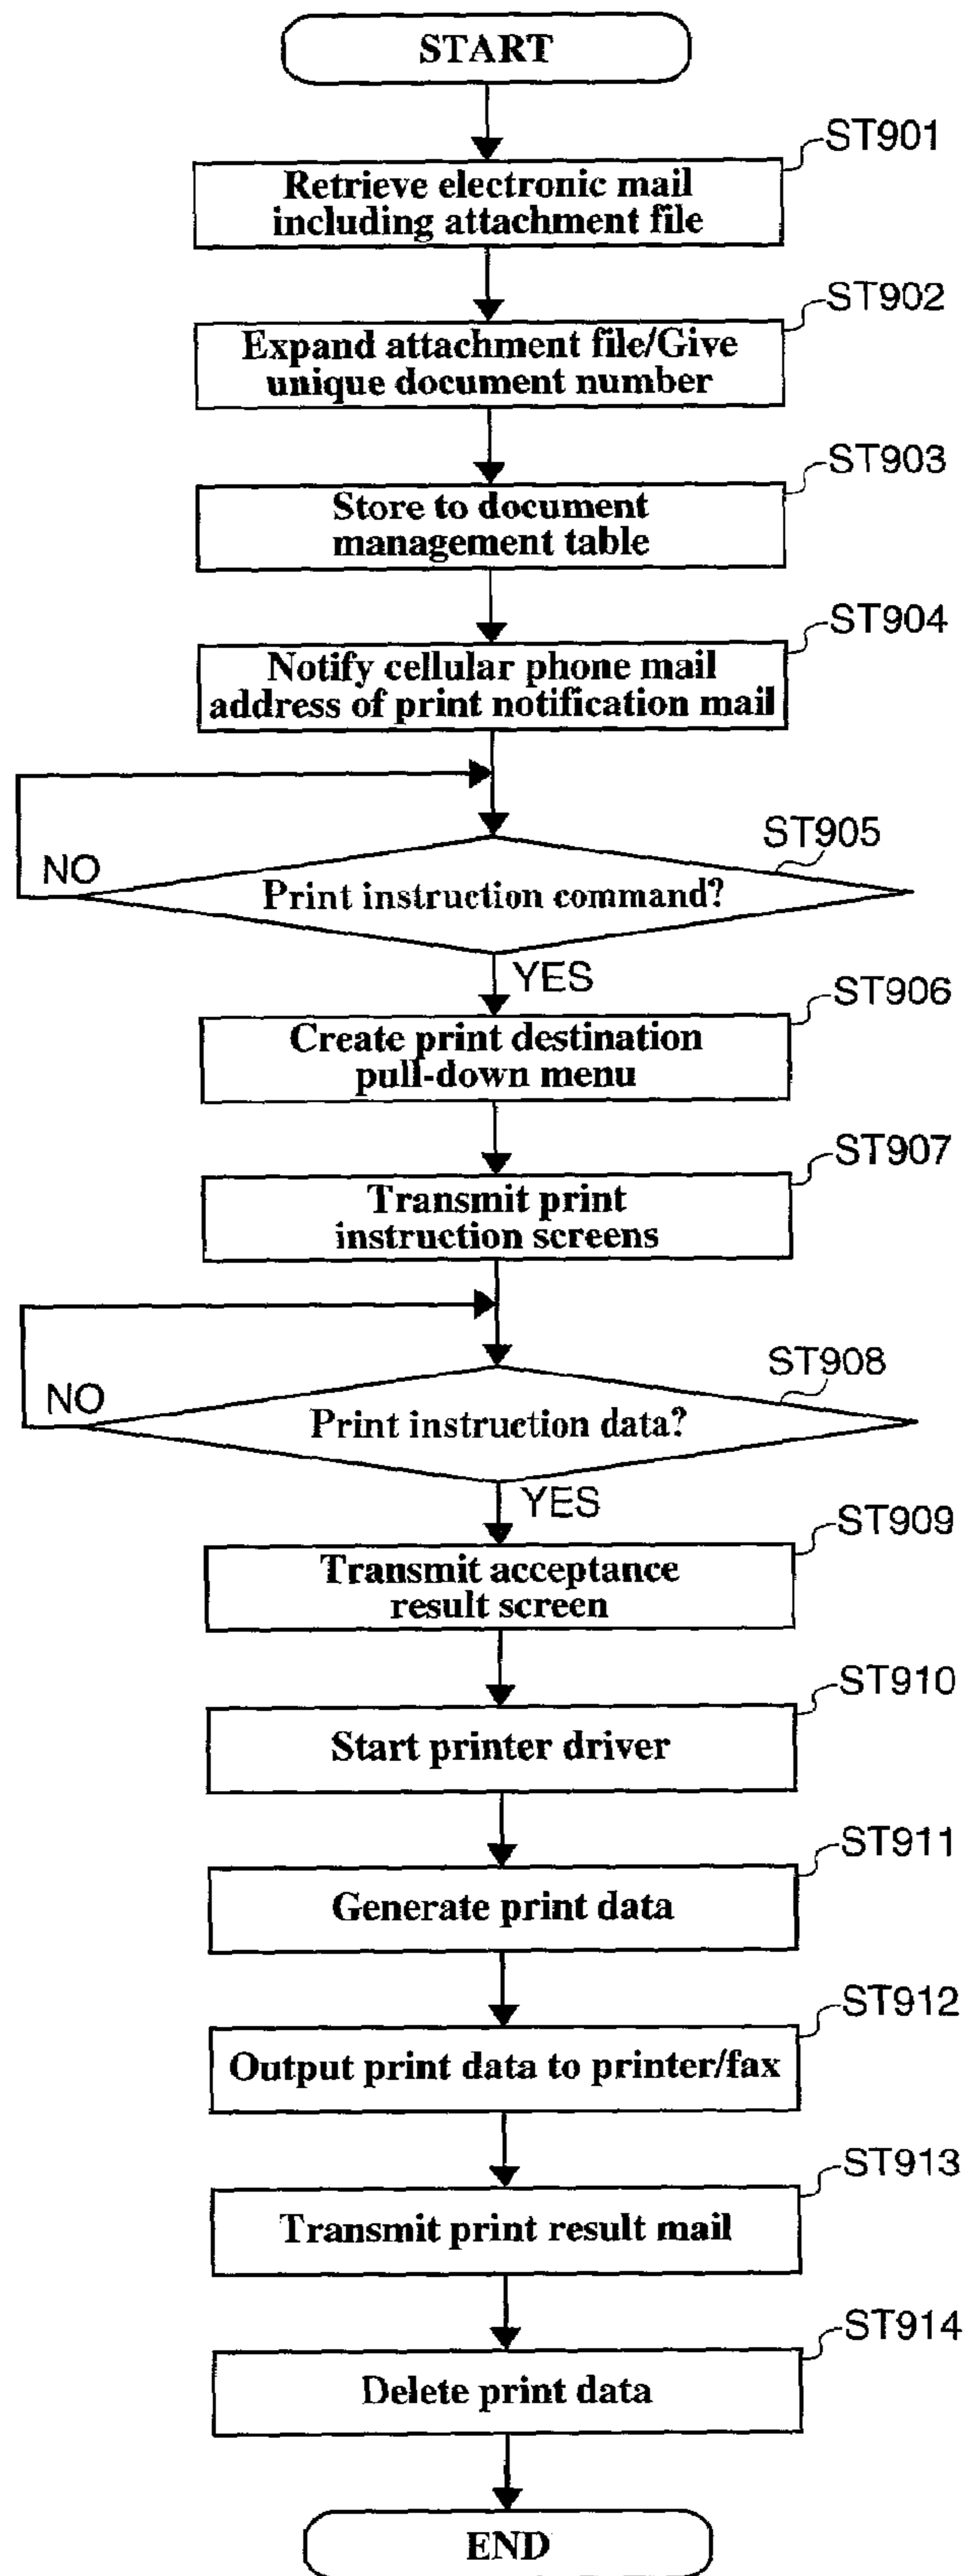 START
ST901
Retrieve electronic mail
including attachment file
ST902
Expand attachment file/Give
unique document number
ST903
Store to document
management table
ST904
Notify cellular phone mail
address of print notification mail
ST905
NO
Print instruction command?
YES
ST906
Create print destination
pull-down menu
ST907
Transmit print
instruction screens
ST908
NO
Print instruction data?
YES
ST909
Transmit acceptance
result screen
ST910
Start printer driver
ST911
Generate print data
ST912
Output print data to printer/fax
ST913
Transmit print result mail
ST914
Delete print data
END